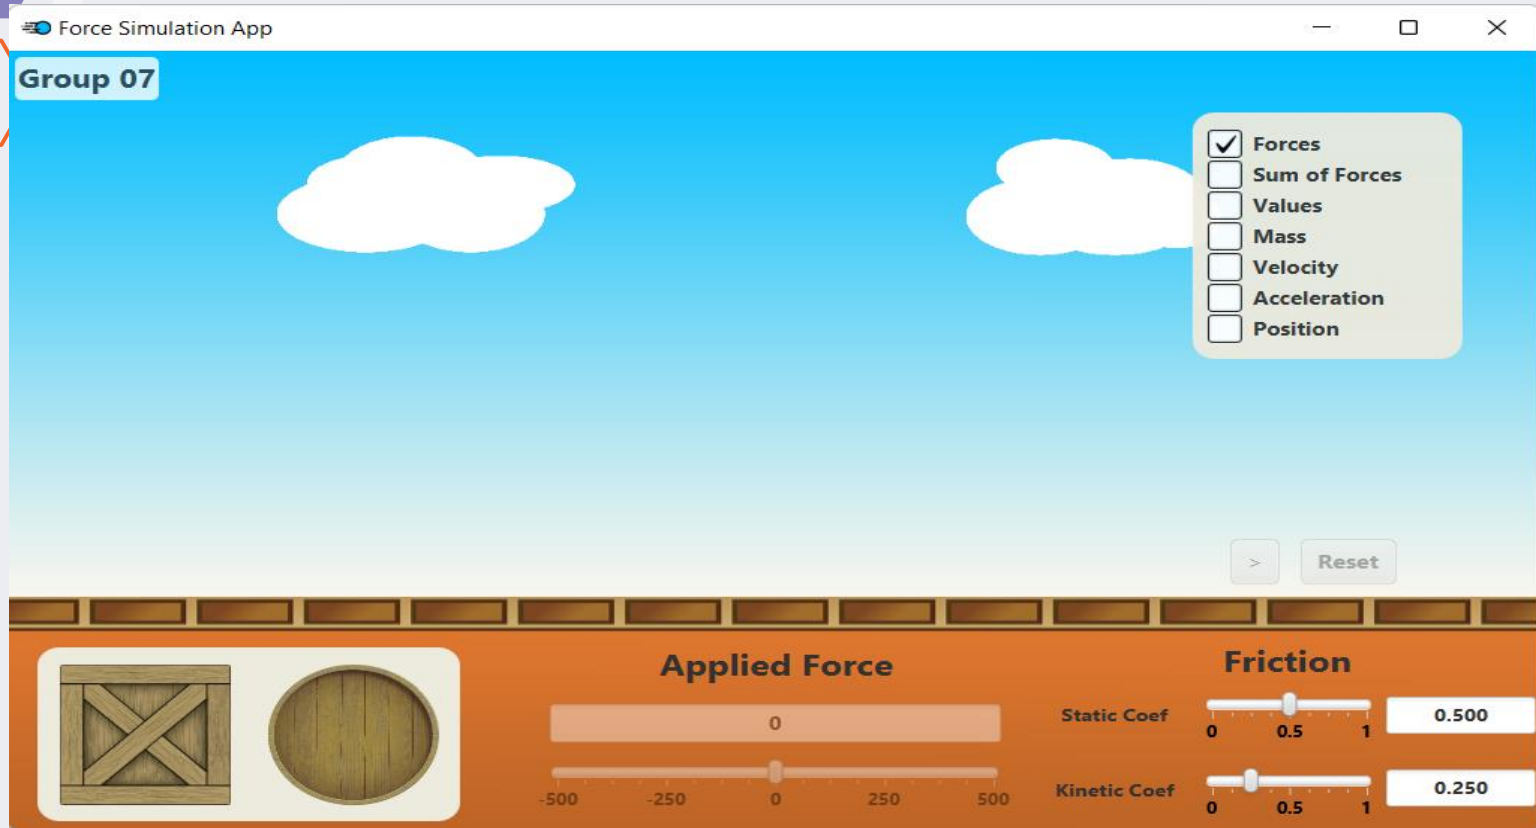 Force Simulation App
Group 07
Forces
Sum of Forces
Values
Mass
Velocity
Acceleration
Position
> Reset
Applied Force
0
-500 -250 0 250 500
Friction
Static Coef 0.500
0 0.5 1
Kinetic Coef 0.250
0 0.5 1